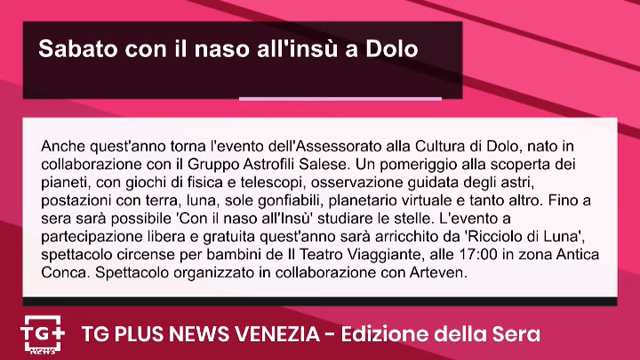 Sabato con il naso all'insù a Dolo
Anche quest'anno torna l'evento dell'Assessorato alla Cultura di Dolo, nato in
collaborazione con il Gruppo Astrofili Salese. Un pomeriggio alla scoperta dei
pianeti, con giochi di fisica e telescopi, osservazione guidata degli astri,
postazioni con terra, luna, sole gonfiabili, planetario virtuale e tanto altro. Fino a
sera sarà possibile 'Con il naso all'Insù' studiare le stelle. L'evento a
partecipazione libera e gratuita quest'anno sarà arricchito da 'Ricciolo di Luna',
spettacolo circense per bambini de Il Teatro Viaggiante, alle 17:00 in zona Antica
Conca. Spettacolo organizzato in collaborazione con Arteven.
TG+
NEWS
TG PLUS NEWS VENEZIA - Edizione della Sera